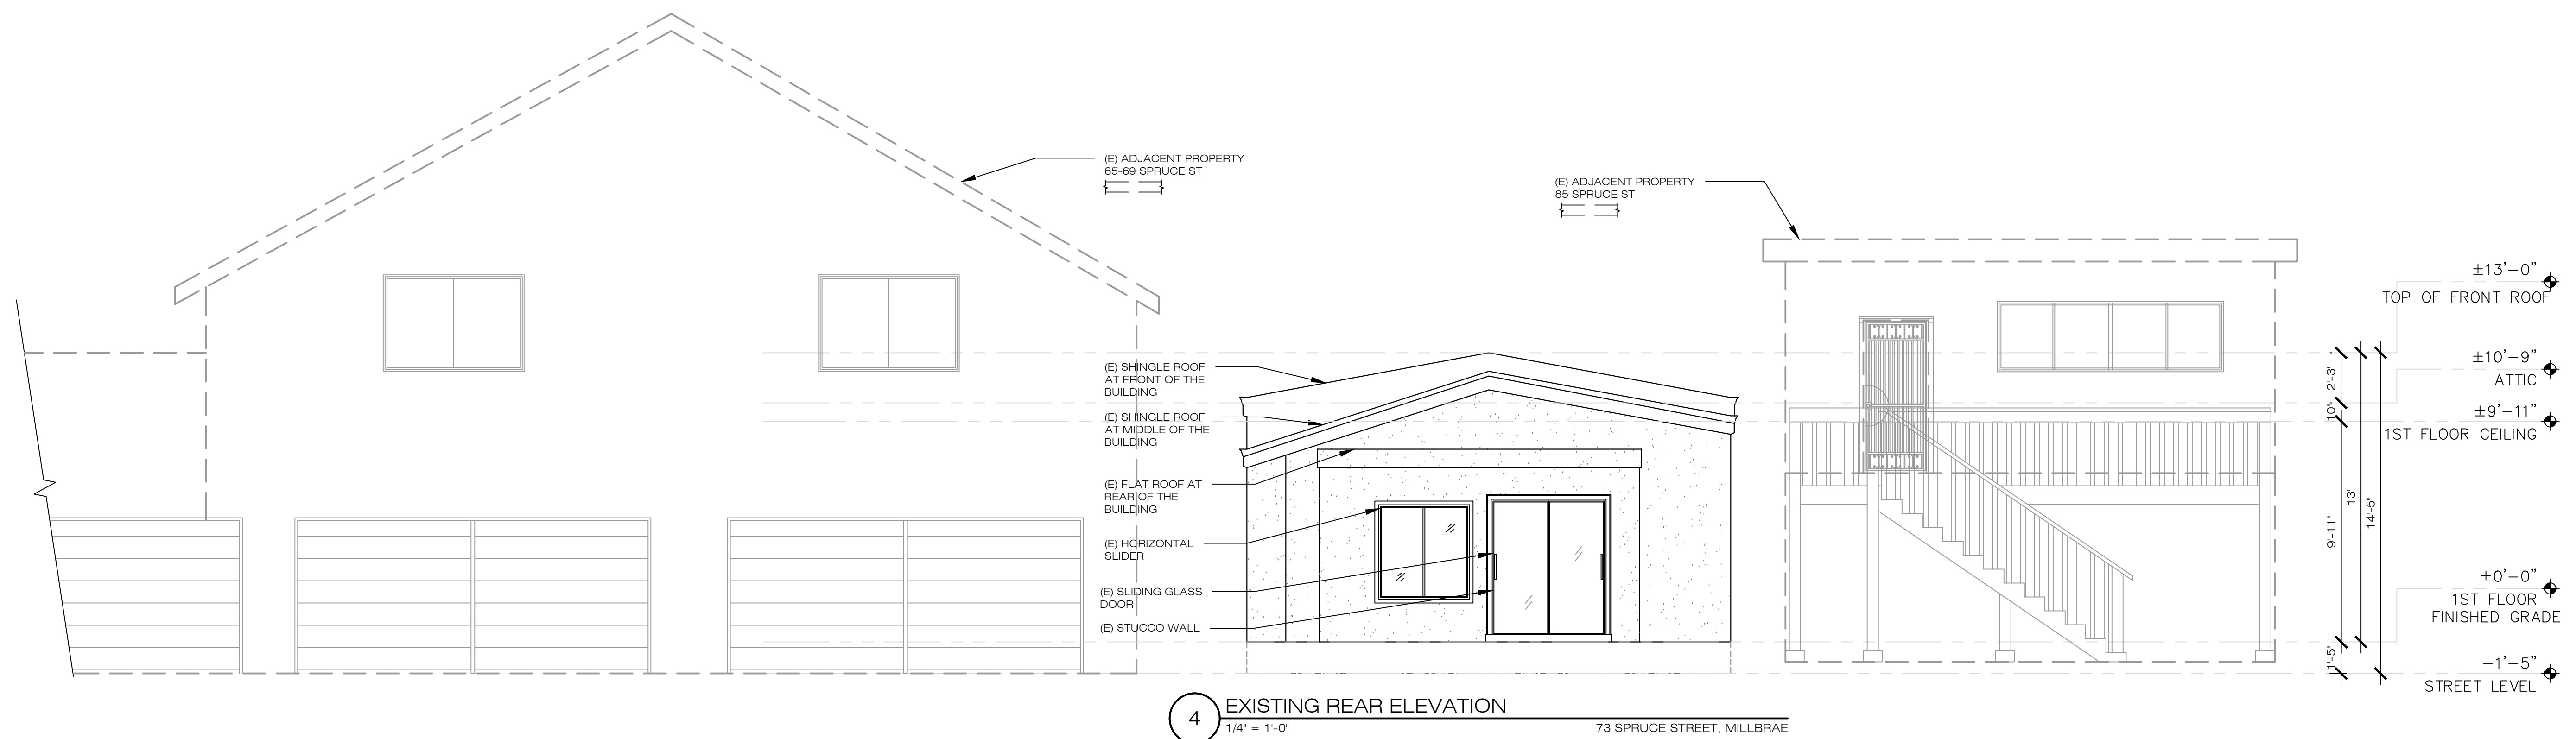 (E) ADJACENT PROPERTY
65-69 SPRUCE ST
(E) ADJACENT PROPERTY
85 SPRUCE ST
(E) SHINGLE ROOF
AT FRONT OF THE
BUILDING
(E) SHINGLE ROOF
AT MIDDLE OF THE
BUILDING
(E) FLAT ROOF AT
REAR OF THE
BUILDING
(E) HORIZONTAL
SLIDER
(E) SLIDING GLASS
DOOR
(E) STUCCO WALL
2'-3"
10"
9'-11"
1'-5"
13'
14'-5"
±13'-0"
TOP OF FRONT ROOF
±10'-9"
ATTIC
±9'-11"
1ST FLOOR CEILING
±0'-0"
1ST FLOOR
FINISHED GRADE
-1'-5"
STREET LEVEL
4
EXISTING REAR ELEVATION
1/4" = 1'-0"
73 SPRUCE STREET, MILLBRAE